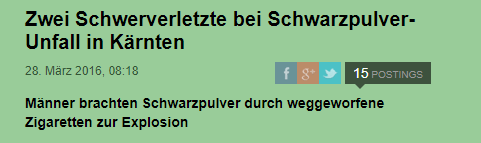 Zwei Schwerverletzte bei Schwarzpulver-
Unfall in Kärnten
28. März 2016, 08:18
f g+ 15 POSTINGS
Männer brachten Schwarzpulver durch weggeworfene
Zigaretten zur Explosion